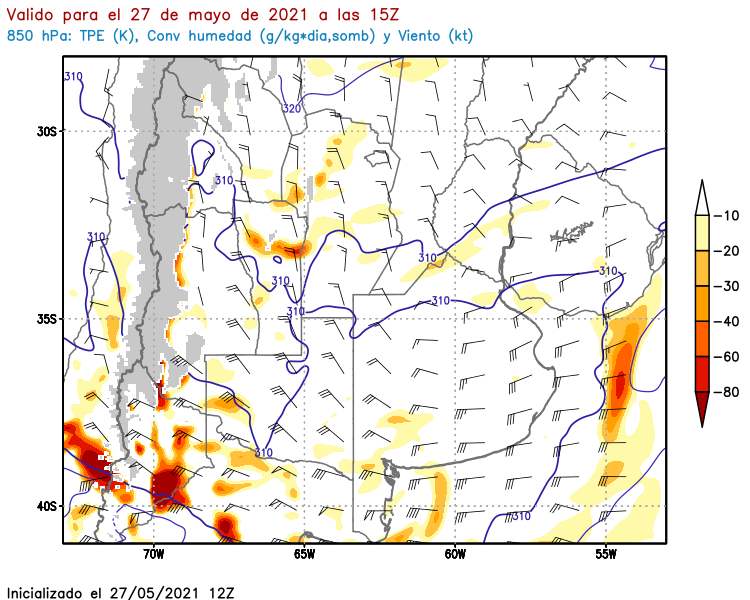 Valido para el 27 de mayo de 2021 a las 15Z
850 hPa: TPE (K), Conv humedad (g/kg*dia,somb) y Viento (kt)
310
320
30S
310
310
310
310
310
310
310
35S
310
40S
310
70W
65W
60W
55W
-10
-20
-30
-40
-60
-80
Inicializado el 27/05/2021 12Z